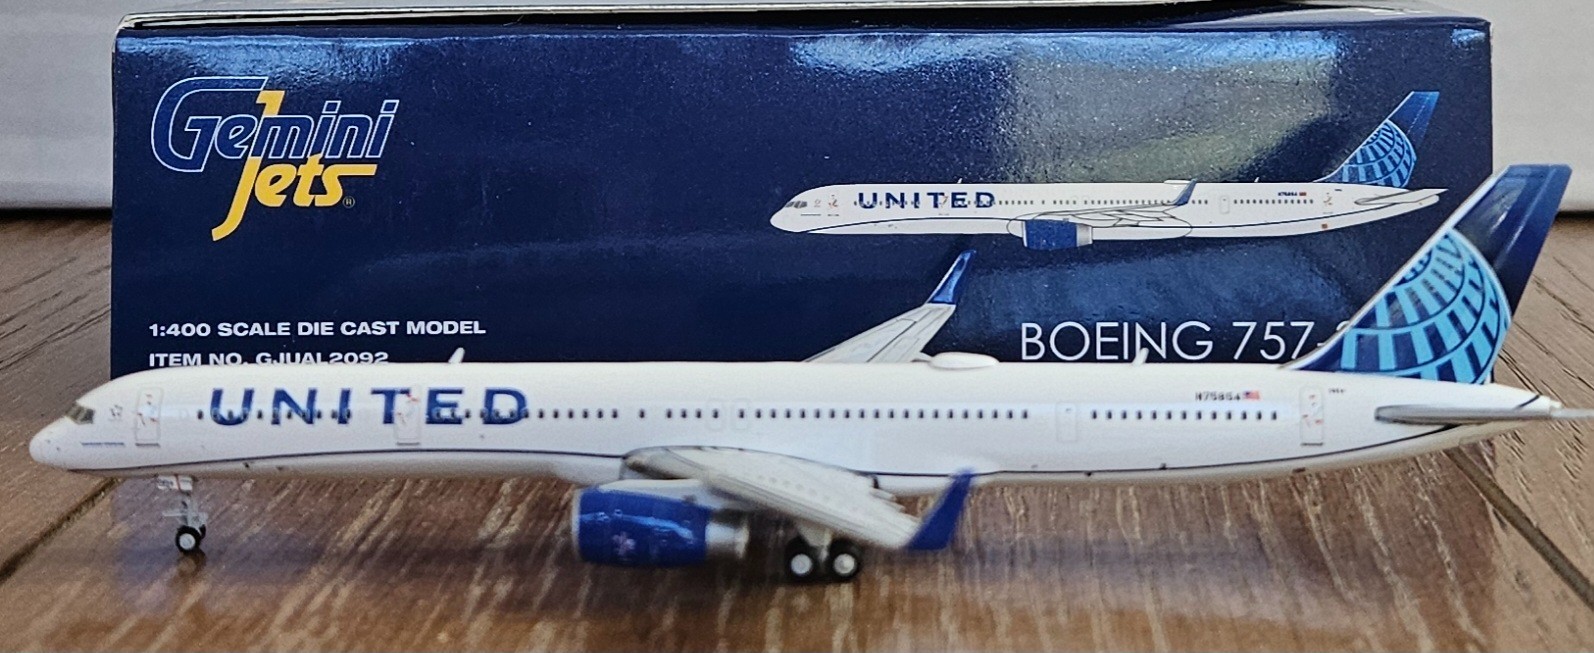 Gemini
Jets
UNITED
1:400 SCALE DIE CAST MODEL
ITEM NO. GJUAL2092
BOEING 757-
UNITED
N75854